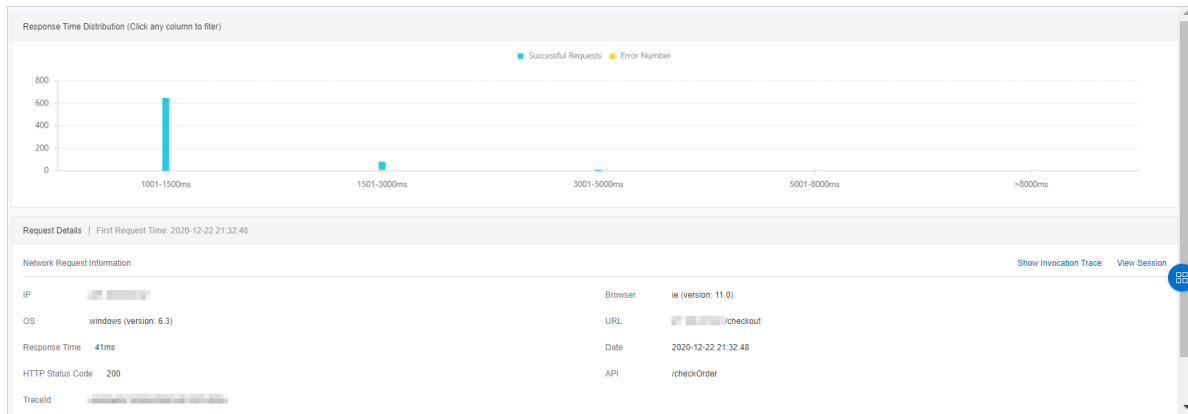 Response Time Distribution (Click any column to fiter)
Successful Requests Error Number
800
600
400
200
0
1001-1500ms 1501-3000ms 3001-5000ms 5001-8000ms >8000ms
Request Details | First Request Time: 2020-12-22 21:32:48
Network Request Information Show Invocation Trace View Session
IP Browser ie (version: 11.0)
OS windows (version: 6.3) URL /checkout
Response Time 41ms Date 2020-12-22 21:32:48
HTTP Status Code 200 API /checkOrder
TraceId